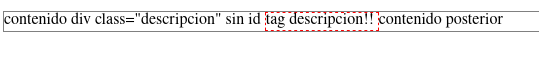 contenido div class="descripcion" sin id tag descripcion!! contenido posterior